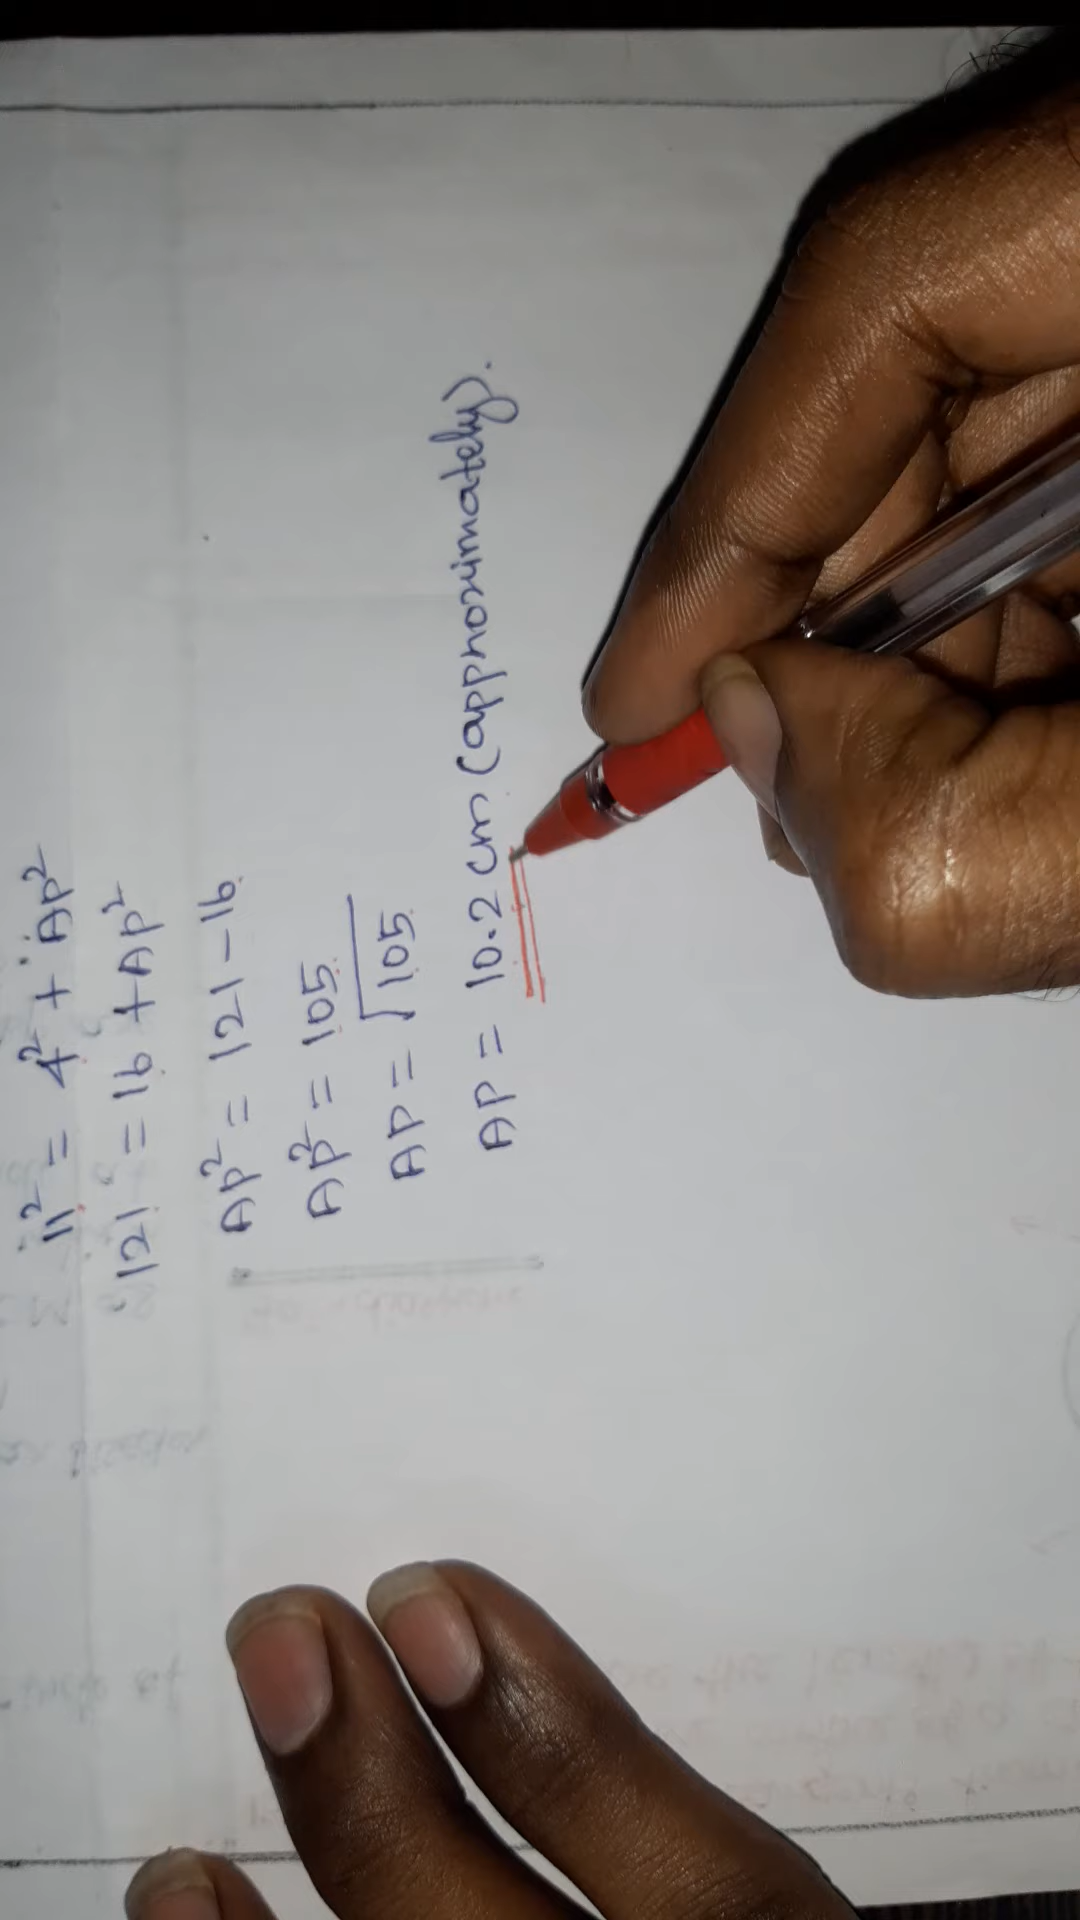 11² = 4² + AP²
121 = 16 + AP²
AP² = 121 - 16
AP² = 105
AP = √105
AP = 10.2 cm (approximately).